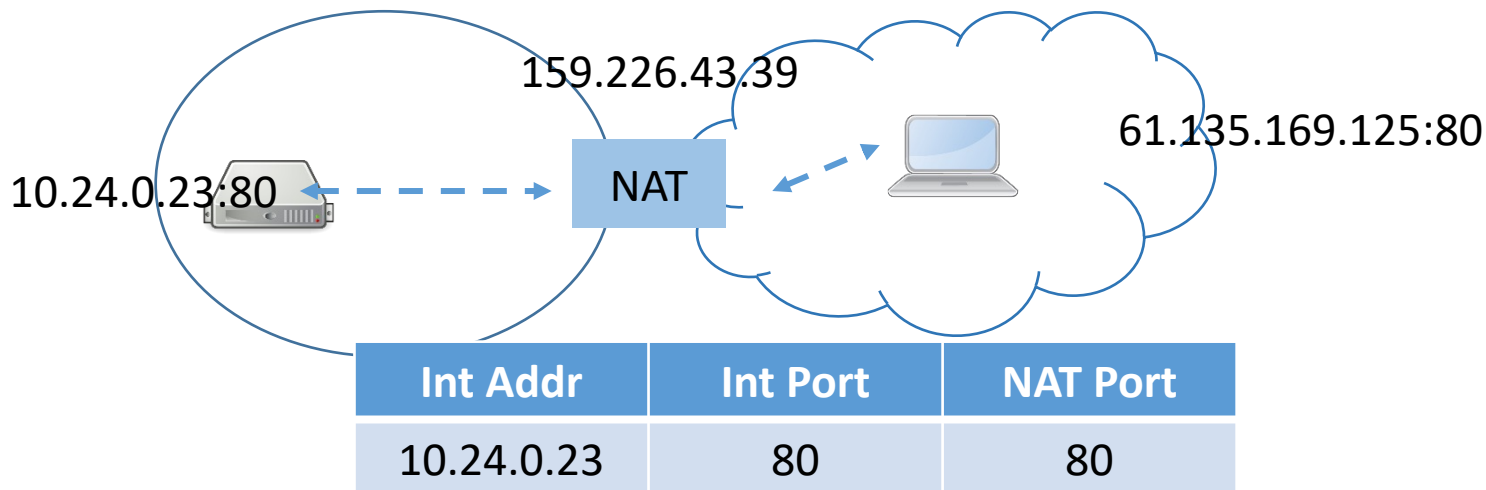 159.226.43.39
61.135.169.125:80
10.24.0.23:80
NAT
Int Addr Int Port NAT Port
10.24.0.23 80 80